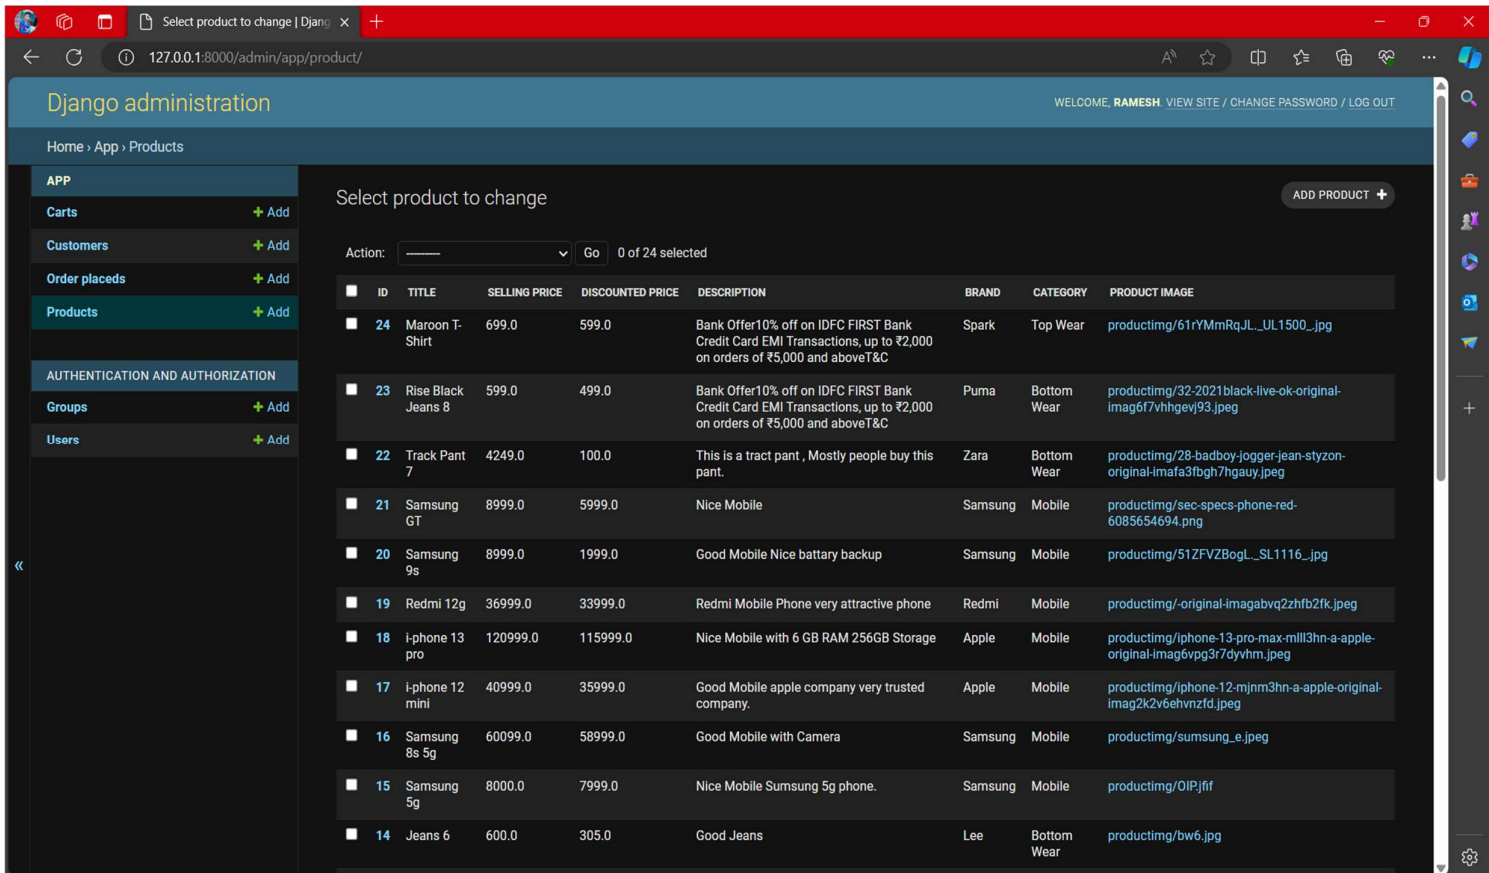 Select product to change | Djang
127.0.0.1:8000/admin/app/product/
Django administration
WELCOME, RAMESH. VIEW SITE / CHANGE PASSWORD / LOG OUT
Home › App › Products
APP
Carts + Add
Customers + Add
Order placeds + Add
Products + Add
AUTHENTICATION AND AUTHORIZATION
Groups + Add
Users + Add
Select product to change
ADD PRODUCT +
Action: --------- Go 0 of 24 selected
ID TITLE SELLING PRICE DISCOUNTED PRICE DESCRIPTION BRAND CATEGORY PRODUCT IMAGE
24 Maroon T- 699.0 599.0 Bank Offer10% off on IDFC FIRST Bank Spark Top Wear productimg/61rYMmRqJL._UL1500_.jpg
Shirt Credit Card EMI Transactions, up to ₹2,000
on orders of ₹5,000 and aboveT&C
23 Rise Black 599.0 499.0 Bank Offer10% off on IDFC FIRST Bank Puma Bottom productimg/32-2021black-live-ok-original-
Jeans 8 Credit Card EMI Transactions, up to ₹2,000 Wear imag6f7vhhgevj93.jpeg
on orders of ₹5,000 and aboveT&C
22 Track Pant 4249.0 100.0 This is a tract pant , Mostly people buy this Zara Bottom productimg/28-badboy-jogger-jean-styzon-
7 pant. Wear original-imafa3fbgh7hgauy.jpeg
21 Samsung 8999.0 5999.0 Nice Mobile Samsung Mobile productimg/sec-specs-phone-red-
GT 6085654694.png
20 Samsung 8999.0 1999.0 Good Mobile Nice battary backup Samsung Mobile productimg/51ZFVZBogL._SL1116_.jpg
9s
19 Redmi 12g 36999.0 33999.0 Redmi Mobile Phone very attractive phone Redmi Mobile productimg/-original-imagabvq2zhfb2fk.jpeg
18 i-phone 13 120999.0 115999.0 Nice Mobile with 6 GB RAM 256GB Storage Apple Mobile productimg/iphone-13-pro-max-mlll3hn-a-apple-
pro original-imag6vpg3r7dyvhm.jpeg
17 i-phone 12 40999.0 35999.0 Good Mobile apple company very trusted Apple Mobile productimg/iphone-12-mjnm3hn-a-apple-original-
mini company. imag2k2v6ehvnzfd.jpeg
16 Samsung 60099.0 58999.0 Good Mobile with Camera Samsung Mobile productimg/sumsung_e.jpeg
8s 5g
15 Samsung 8000.0 7999.0 Nice Mobile Sumsung 5g phone. Samsung Mobile productimg/OIP.jfif
5g
14 Jeans 6 600.0 305.0 Good Jeans Lee Bottom productimg/bw6.jpg
Wear